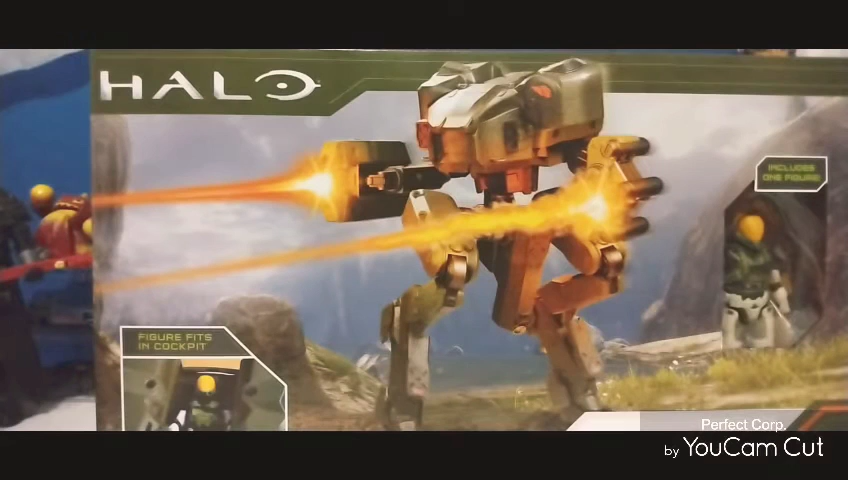 HALO
INCLUDES
ONE FIGURE
FIGURE FITS
IN COCKPIT
Perfect Corp.
by YouCam Cut